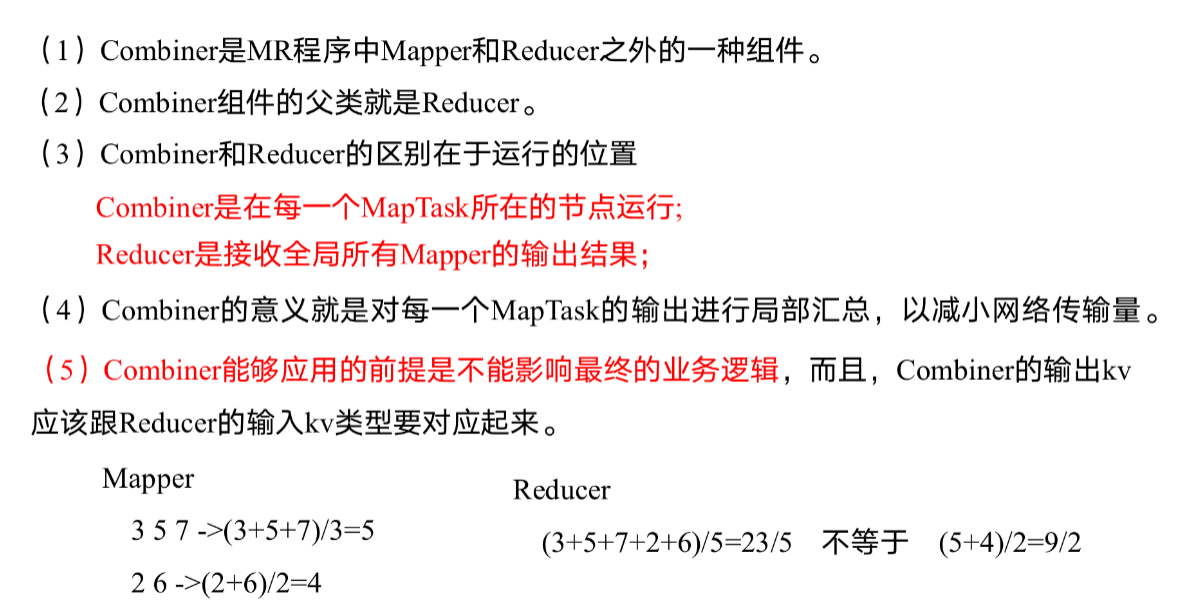 （1）Combiner是MR程序中Mapper和Reducer之外的一种组件。
（2）Combiner组件的父类就是Reducer。
（3）Combiner和Reducer的区别在于运行的位置
Combiner是在每一个MapTask所在的节点运行;
Reducer是接收全局所有Mapper的输出结果；
（4）Combiner的意义就是对每一个MapTask的输出进行局部汇总，以减小网络传输量。
（5）Combiner能够应用的前提是不能影响最终的业务逻辑，而且，Combiner的输出kv
应该跟Reducer的输入kv类型要对应起来。
Mapper
3 5 7 ->(3+5+7)/3=5
2 6 ->(2+6)/2=4
Reducer
(3+5+7+2+6)/5=23/5 不等于 (5+4)/2=9/2